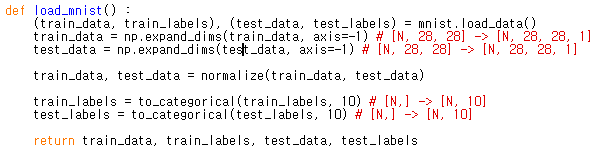 def load_mnist() :
    (train_data, train_labels), (test_data, test_labels) = mnist.load_data()
    train_data = np.expand_dims(train_data, axis=-1) # [N, 28, 28] -> [N, 28, 28, 1]
    test_data = np.expand_dims(test_data, axis=-1) # [N, 28, 28] -> [N, 28, 28, 1]

    train_data, test_data = normalize(train_data, test_data)

    train_labels = to_categorical(train_labels, 10) # [N,] -> [N, 10]
    test_labels = to_categorical(test_labels, 10) # [N,] -> [N, 10]

    return train_data, train_labels, test_data, test_labels